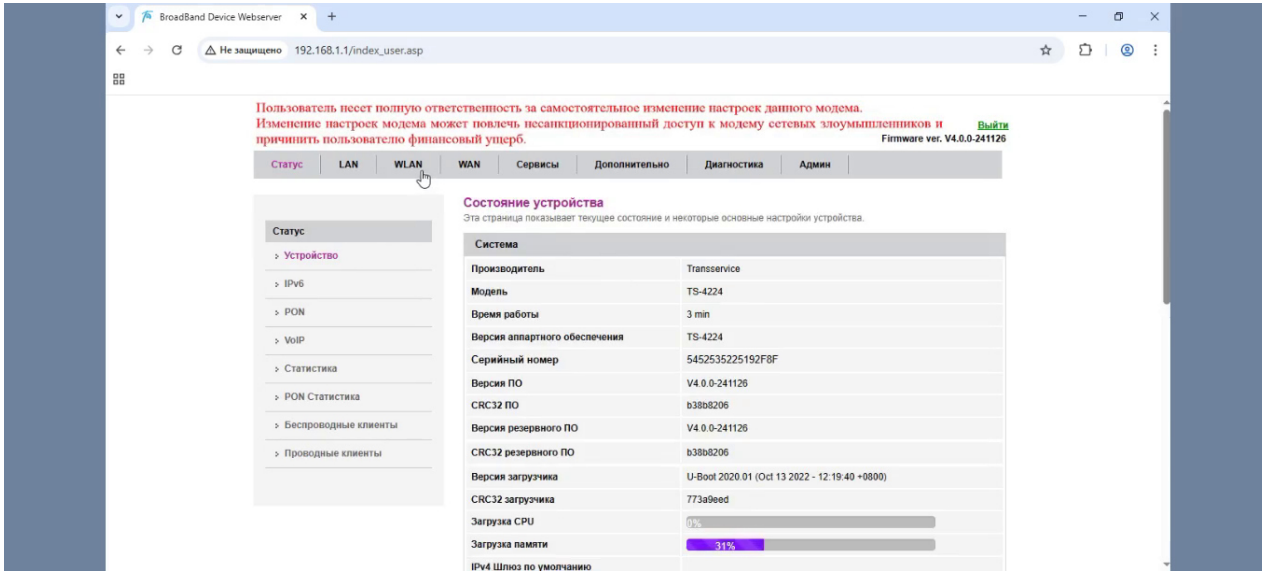 BroadBand Device Webserver
Не защищено 192.168.1.1/index_user.asp
Пользователь несет полную ответственность за самостоятельное изменение настроек данного модема.
Изменение настроек модема может повлечь несанкционированный доступ к модему сетевых злоумышленников и
причинить пользователю финансовый ущерб.
Выйти
Firmware ver. V4.0.0-241126
Статус LAN WLAN WAN Сервисы Дополнительно Диагностика Админ
Статус
Устройство
IPv6
PON
VoIP
Статистика
PON Статистика
Беспроводные клиенты
Проводные клиенты
Состояние устройства
Эта страница показывает текущее состояние и некоторые основные настройки устройства.
Система
Производитель Transservice
Модель TS-4224
Время работы 3 min
Версия аппартного обеспечения TS-4224
Серийный номер 5452535225192F8F
Версия ПО V4.0.0-241126
CRC32 ПО b38b8206
Версия резервного ПО V4.0.0-241126
CRC32 резервного ПО b38b8206
Версия загрузчика U-Boot 2020.01 (Oct 13 2022 - 12:19:40 +0800)
CRC32 загрузчика 773a9eed
Загрузка CPU 0%
Загрузка памяти 31%
IPv4 Шлюз по умолчанию